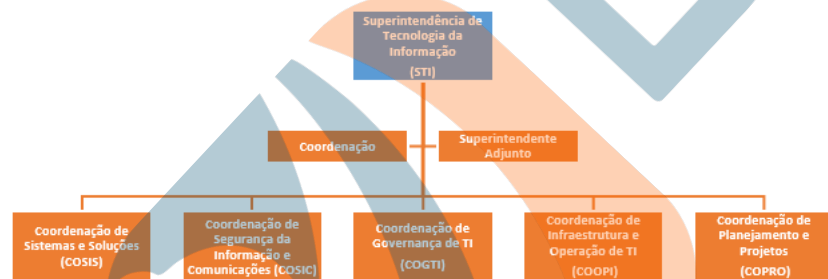 Superintendência de
Tecnologia da
Informação
(STI)
Coordenação
Superintendente
Adjunto
Coordenação de
Sistemas e Soluções
(COSIS)
Coordenação de
Segurança da
Informação e
Comunicações (COSIC)
Coordenação de
Governança de TI
(COGTI)
Coordenação de
Infraestrutura e
Operação de TI
(COOPI)
Coordenação de
Planejamento e
Projetos
(COPRO)